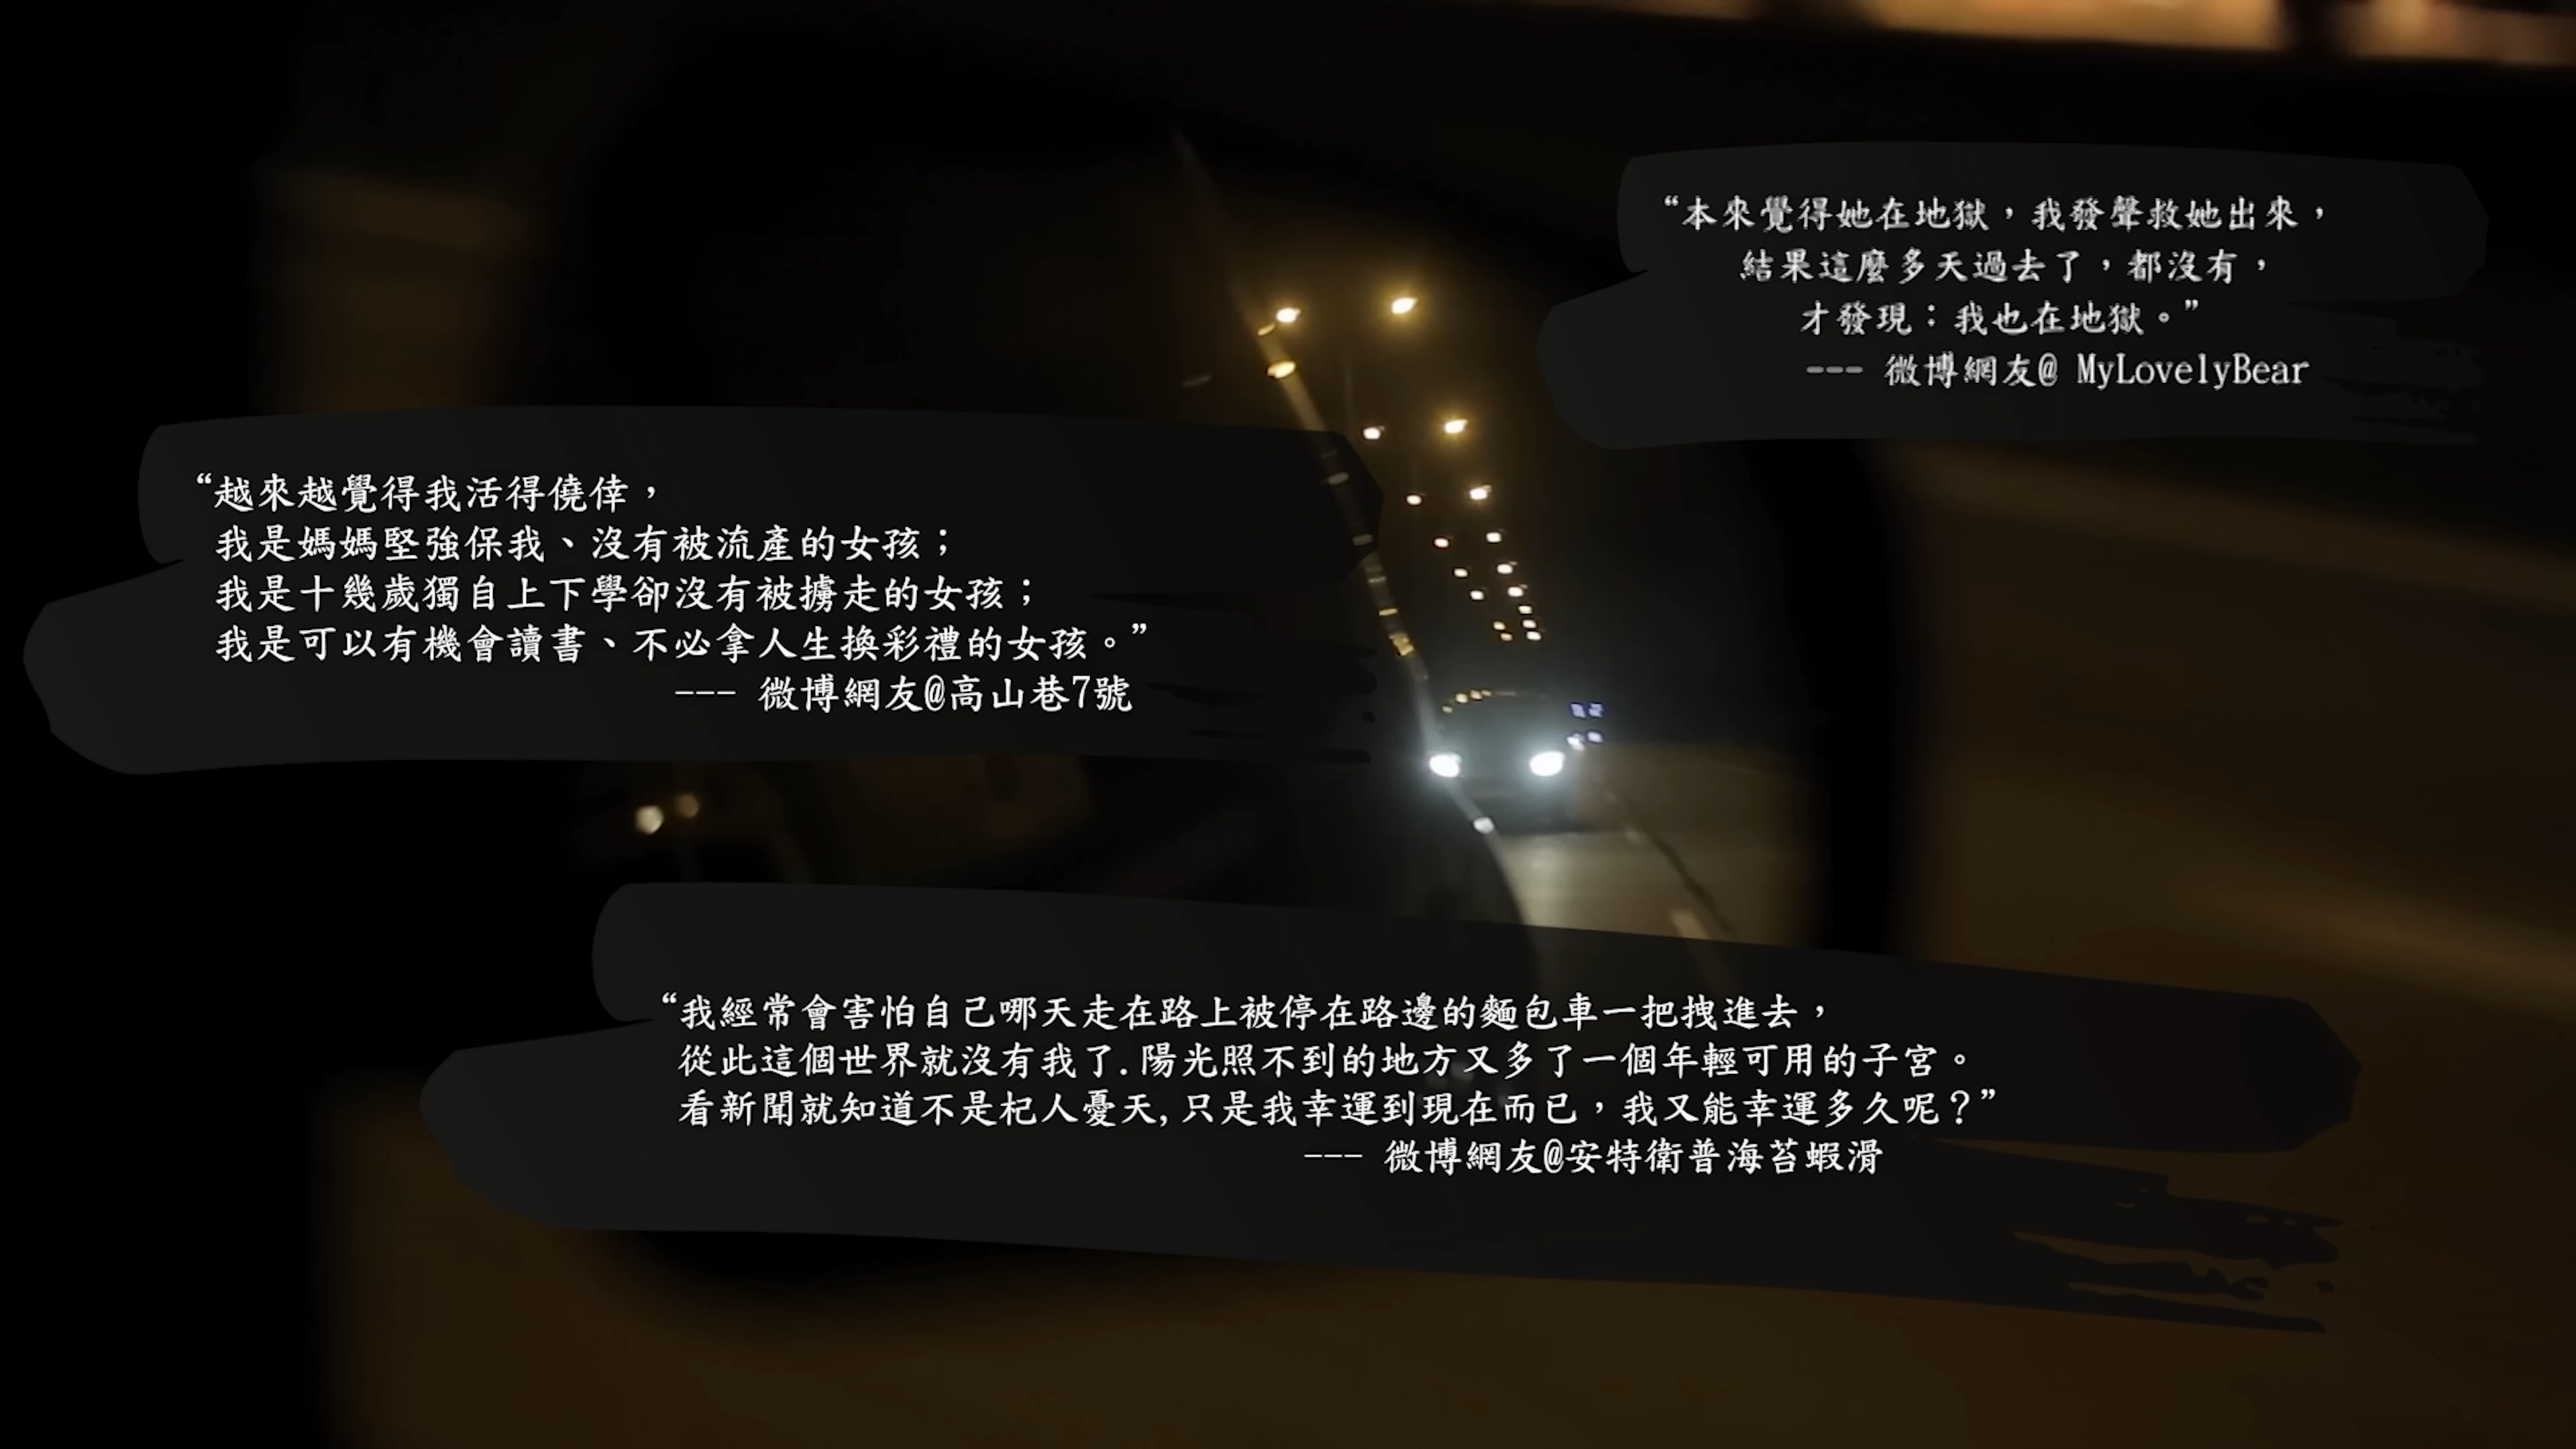 “本來覺得她在地獄，我發聲救她出來，
結果這麼多天過去了，都沒有，
才發現：我也在地獄。”
--- 微博網友@ MyLovelyBear
“越來越覺得我活得僥倖，
我是媽媽堅強保我、沒有被流產的女孩；
我是十幾歲獨自上下學卻沒有被擄走的女孩；
我是可以有機會讀書、不必拿人生換彩禮的女孩。”
--- 微博網友@高山巷7號
“我經常會害怕自己哪天走在路上被停在路邊的麵包車一把拽進去，
從此這個世界就沒有我了.陽光照不到的地方又多了一個年輕可用的子宮。
看新聞就知道不是杞人憂天,只是我幸運到現在而已，我又能幸運多久呢？”
--- 微博網友@安特衛普海苔蝦滑